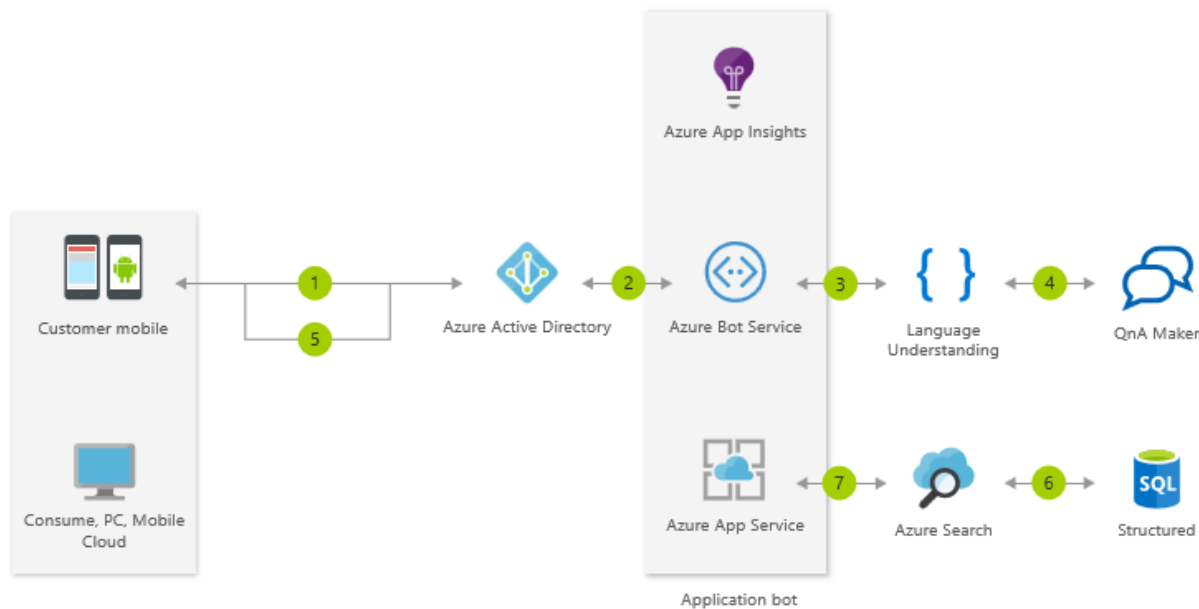 Azure App Insights
Customer mobile
1
5
Azure Active Directory
2
Azure Bot Service
3
Language
Understanding
4
QnA Maker
Consume, PC, Mobile
Cloud
Azure App Service
7
Azure Search
6
SQL
Structured
Application bot